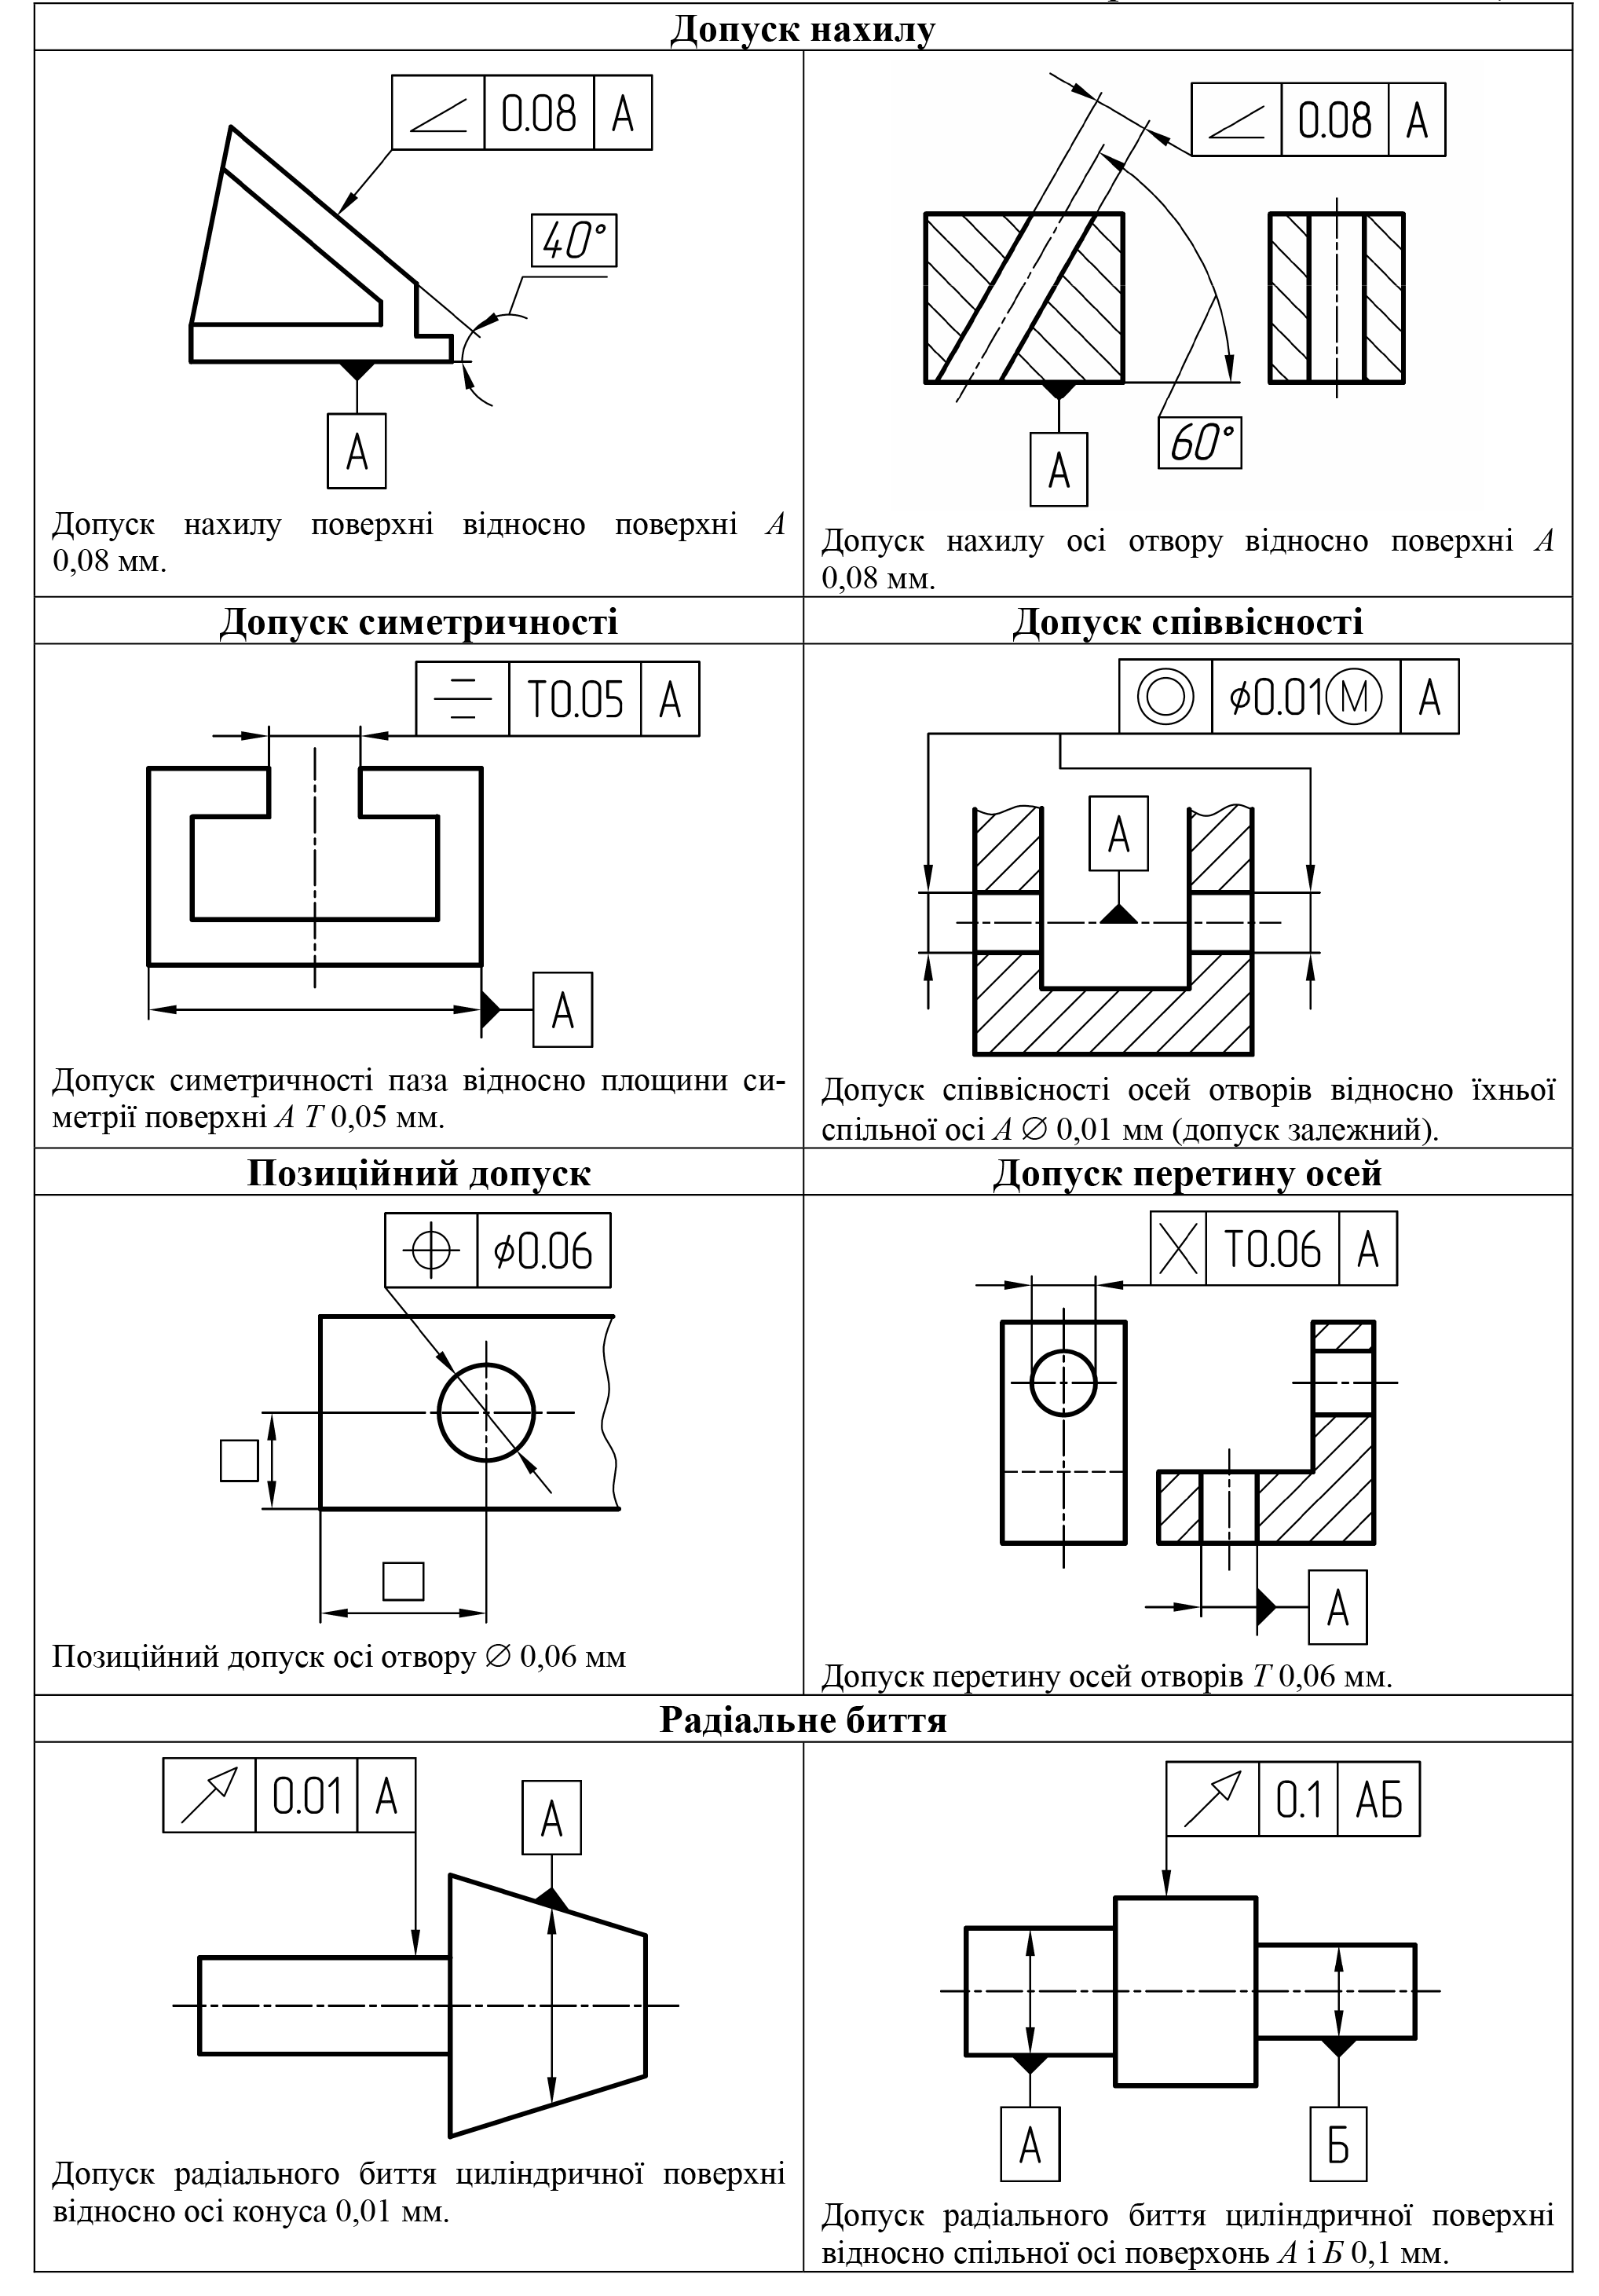 Допуск нахилу
0.08 A
40°
A
Допуск нахилу поверхні відносно поверхні А
0,08 мм.
0.08 A
60°
A
Допуск нахилу осі отвору відносно поверхні А
0,08 мм.
Допуск симетричності
T0.05 A
A
Допуск симетричності паза відносно площини си-
метрії поверхні А Т 0,05 мм.
Допуск співвісності
⌀0.01Ⓜ A
A
Допуск співвісності осей отворів відносно їхньої
спільної осі А ∅ 0,01 мм (допуск залежний).
Позиційний допуск
⌀0.06
Позиційний допуск осі отвору ∅ 0,06 мм
Допуск перетину осей
T0.06 A
A
Допуск перетину осей отворів Т 0,06 мм.
Радіальне биття
0.01 A
A
Допуск радіального биття циліндричної поверхні
відносно осі конуса 0,01 мм.
0.1 АБ
А
Б
Допуск радіального биття циліндричної поверхні
відносно спільної осі поверхонь А і Б 0,1 мм.